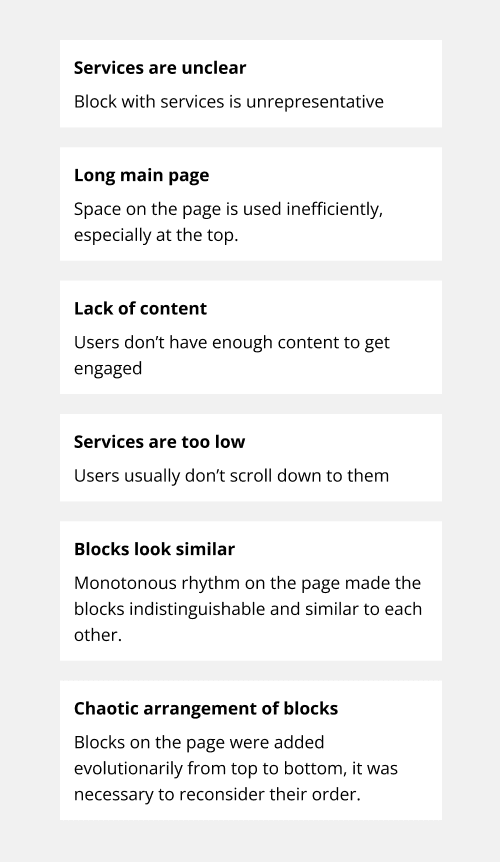 Services are unclear
Block with services is unrepresentative
Long main page
Space on the page is used inefficiently,
especially at the top.
Lack of content
Users don’t have enough content to get
engaged
Services are too low
Users usually don’t scroll down to them
Blocks look similar
Monotonous rhythm on the page made the
blocks indistinguishable and similar to each
other.
Chaotic arrangement of blocks
Blocks on the page were added
evolutionarily from top to bottom, it was
necessary to reconsider their order.